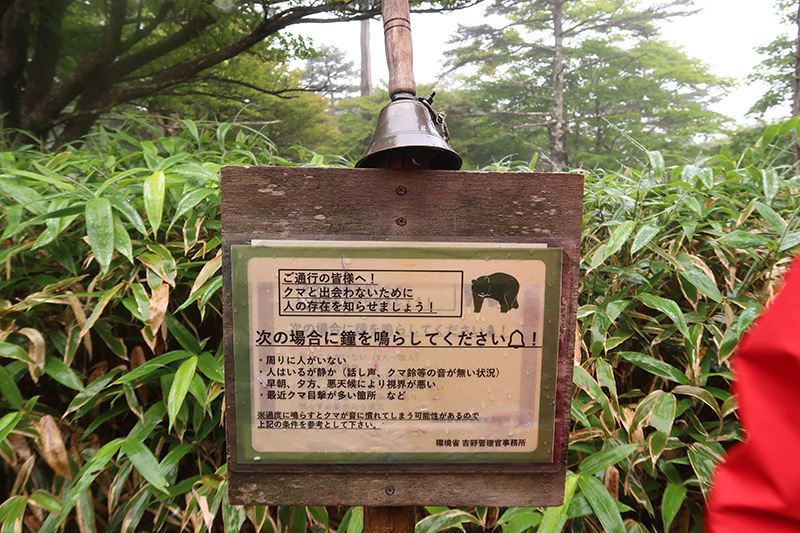 ご通行の皆様へ!
クマと出会わないために
人の存在を知らせましょう!
次の場合に鐘を鳴らしてください!
・周りに人がいない
・人はいるが静か(話し声、クマ鈴等の音が無い状況)
・早朝、夕方、悪天候により視界が悪い
・最近クマ目撃が多い箇所 など
※過度に鳴らすとクマが音に慣れてしまう可能性があるので
上記の条件を参考として下さい。
環境省 吉野管理官事務所